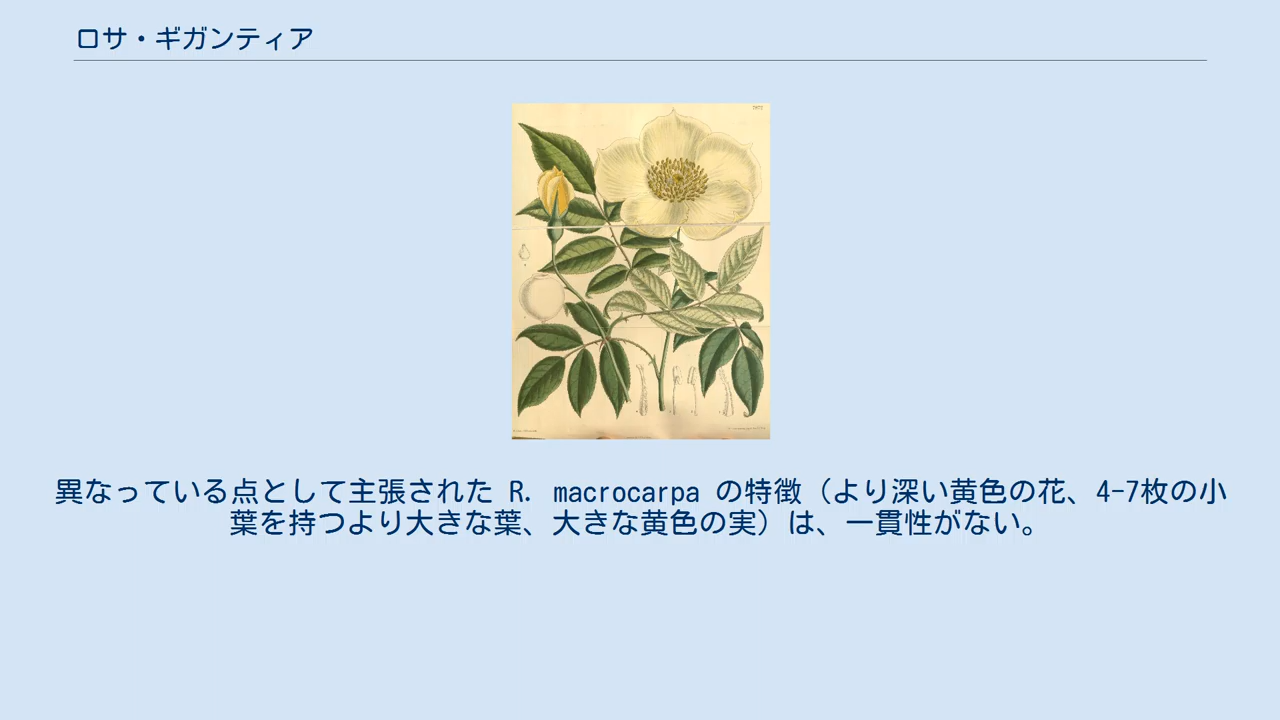 ロサ・ギガンティア
異なっている点として主張された R. macrocarpa の特徴（より深い黄色の花、4-7枚の小
葉を持つより大きな葉、大きな黄色の実）は、一貫性がない。